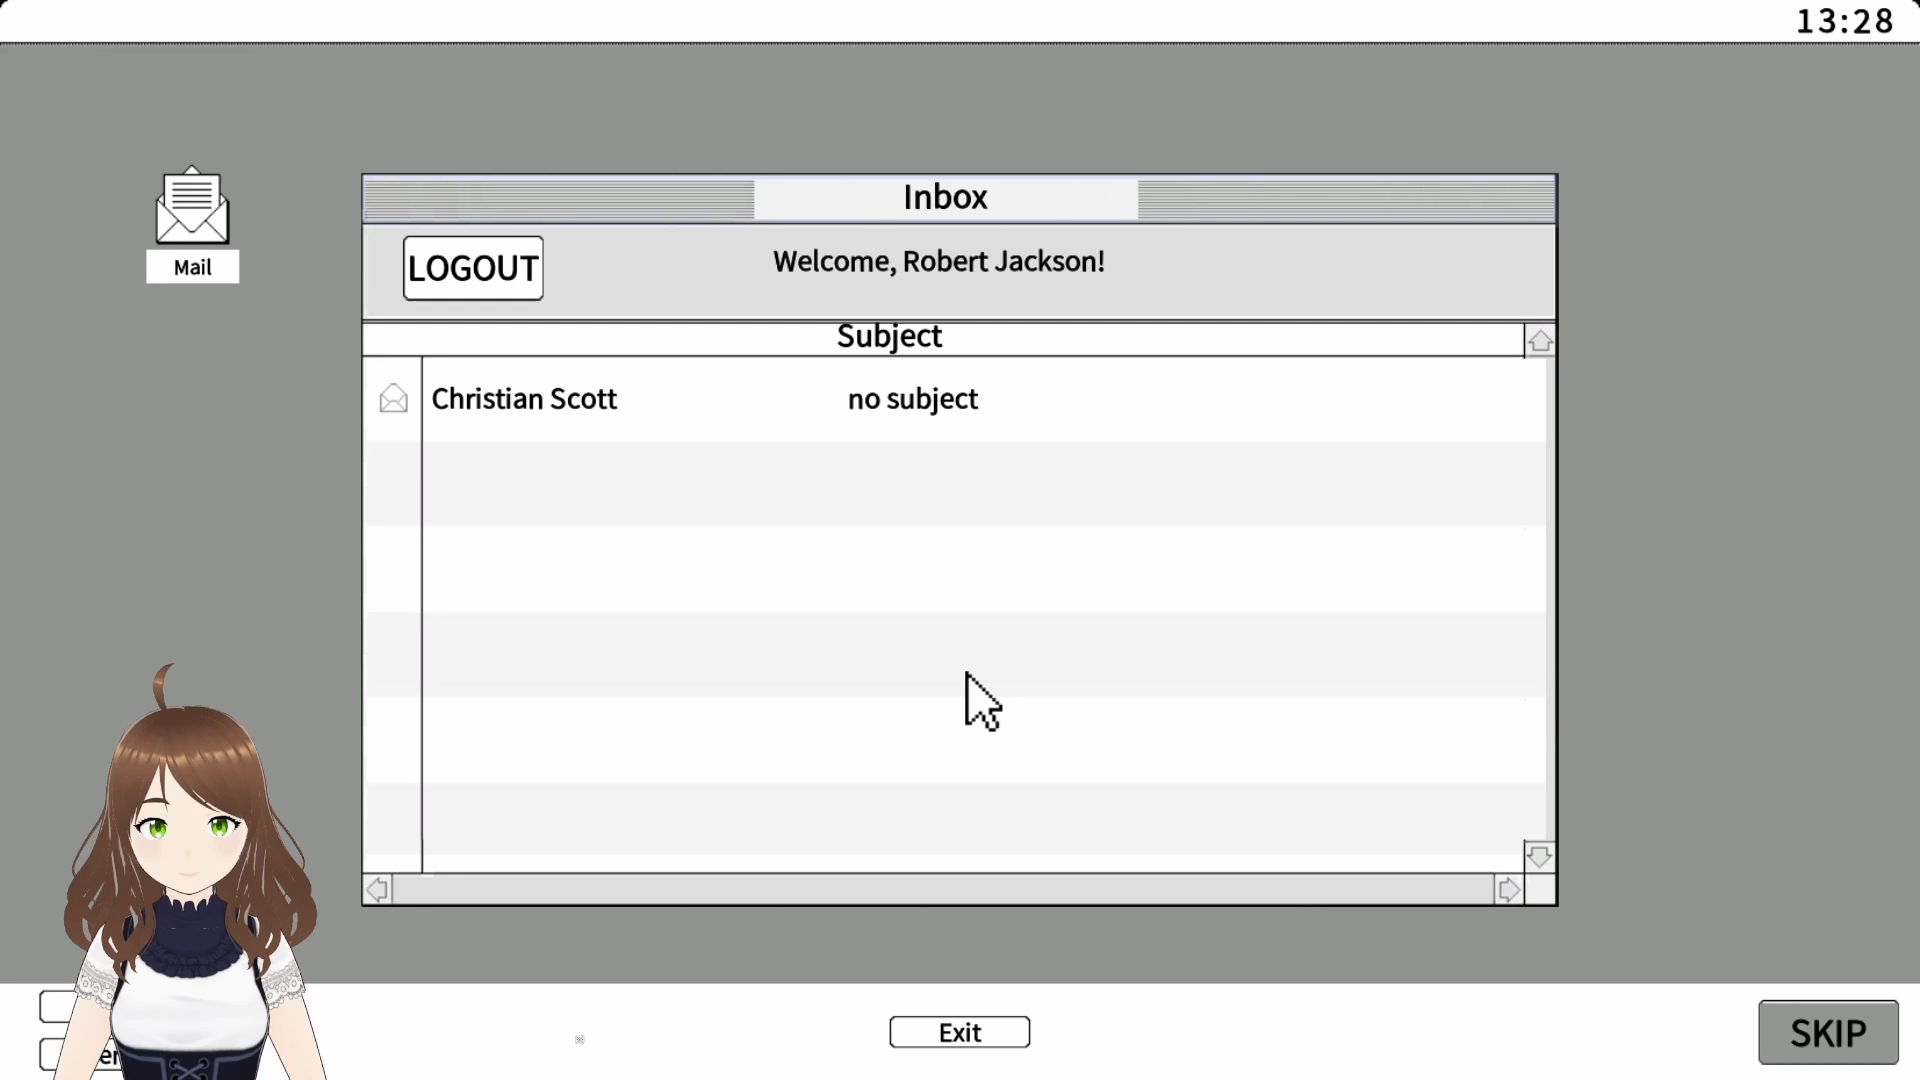 13:28
Mail
Inbox
LOGOUT
Welcome, Robert Jackson!
Subject
Christian Scott no subject
Exit
SKIP